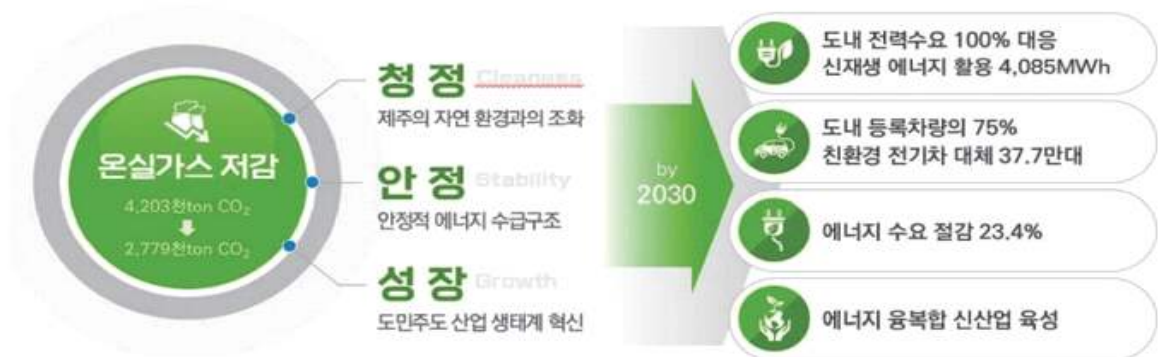 온실가스 저감
4,203천ton CO₂
2,779천ton CO₂
청정 Cleaness
제주의 자연 환경과의 조화
안정 Stability
안정적 에너지 수급구조
성장 Growth
도민주도 산업 생태계 혁신
by
2030
도내 전력수요 100% 대응
신재생 에너지 활용 4,085MWh
도내 등록차량의 75%
친환경 전기차 대체 37.7만대
에너지 수요 절감 23.4%
에너지 융복합 신산업 육성